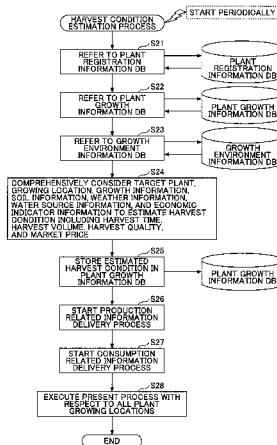 HARVEST CONDITION
ESTIMATION PROCESS
START PERIODICALLY
S21
REFER TO PLANT
REGISTRATION
INFORMATION DB
PLANT
REGISTRATION
INFORMATION DB
S22
REFER TO PLANT
GROWTH
INFORMATION DB
PLANT GROWTH
INFORMATION DB
S23
REFER TO GROWTH
ENVIRONMENT
INFORMATION DB
GROWTH
ENVIRONMENT
INFORMATION DB
S24
COMPREHENSIVELY CONSIDER TARGET PLANT,
GROWING LOCATION, GROWTH INFORMATION,
SOIL INFORMATION, WEATHER INFORMATION,
WATER SOURCE INFORMATION, AND ECONOMIC
INDICATOR INFORMATION TO ESTIMATE HARVEST
CONDITION INCLUDING HARVEST TIME,
HARVEST VOLUME, HARVEST QUALITY,
AND MARKET PRICE
S25
STORE ESTIMATED
HARVEST CONDITION IN
PLANT GROWTH
INFORMATION DB
PLANT GROWTH
INFORMATION DB
S26
START PRODUCTION
RELATED INFORMATION
DELIVERY PROCESS
S27
START CONSUMPTION
RELATED INFORMATION
DELIVERY PROCESS
S28
EXECUTE PRESENT PROCESS WITH
RESPECT TO ALL PLANT
GROWING LOCATIONS
END